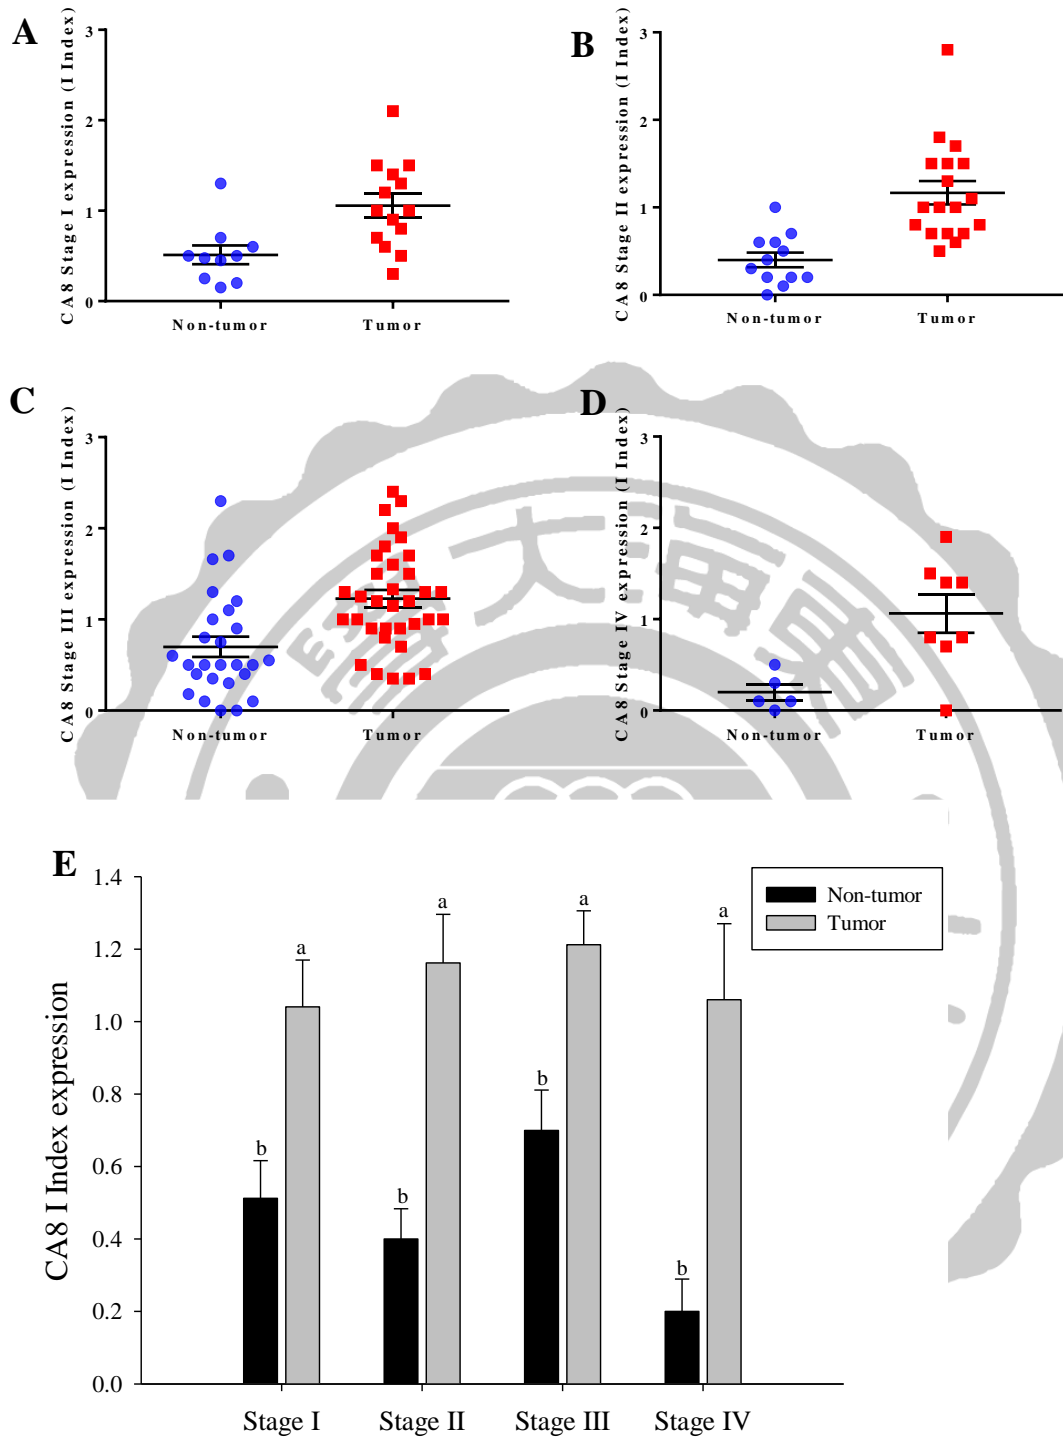 A
CA8 Stage I expression (I Index)
3
2
1
0
Non-tumor
Tumor
B
CA8 Stage II expression (I Index)
3
2
1
0
Non-tumor
Tumor
C
CA8 Stage III expression (I Index)
3
2
1
0
Non-tumor
Tumor
D
CA8 Stage IV expression (I Index)
3
2
1
0
Non-tumor
Tumor
大
E
CA8 I Index expression
1.4
1.2
1.0
0.8
0.6
0.4
0.2
0.0
Non-tumor
Tumor
b
a
b
a
b
a
b
a
Stage I
Stage II
Stage III
Stage IV